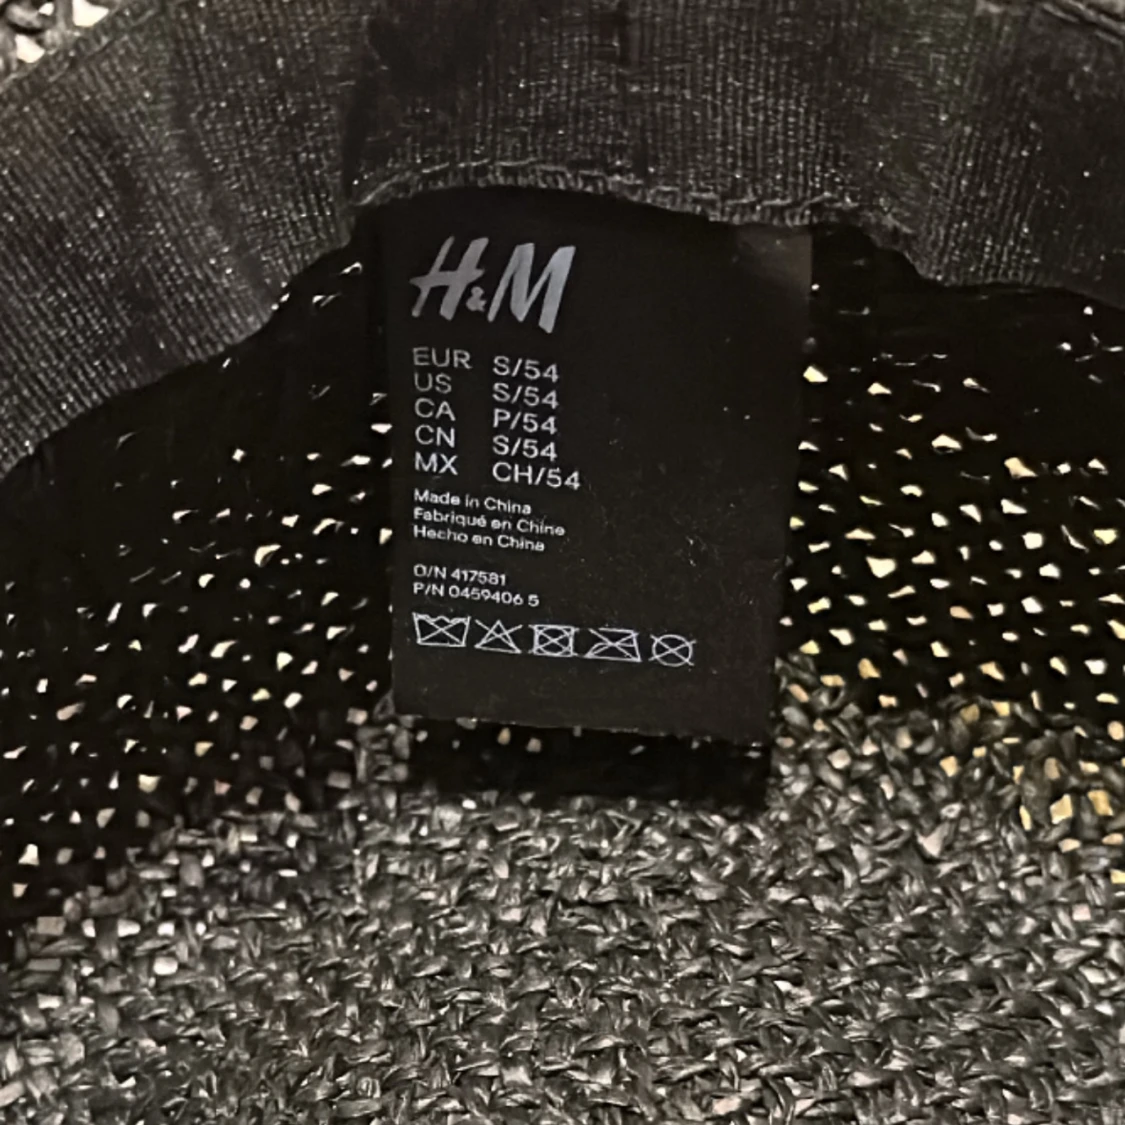 H&M
EUR S/54
US S/54
CA P/54
CN S/54
MX CH/54
Made in China
Fabriqué en Chine
Hecho en China
O/N 417581
P/N 0459406 5